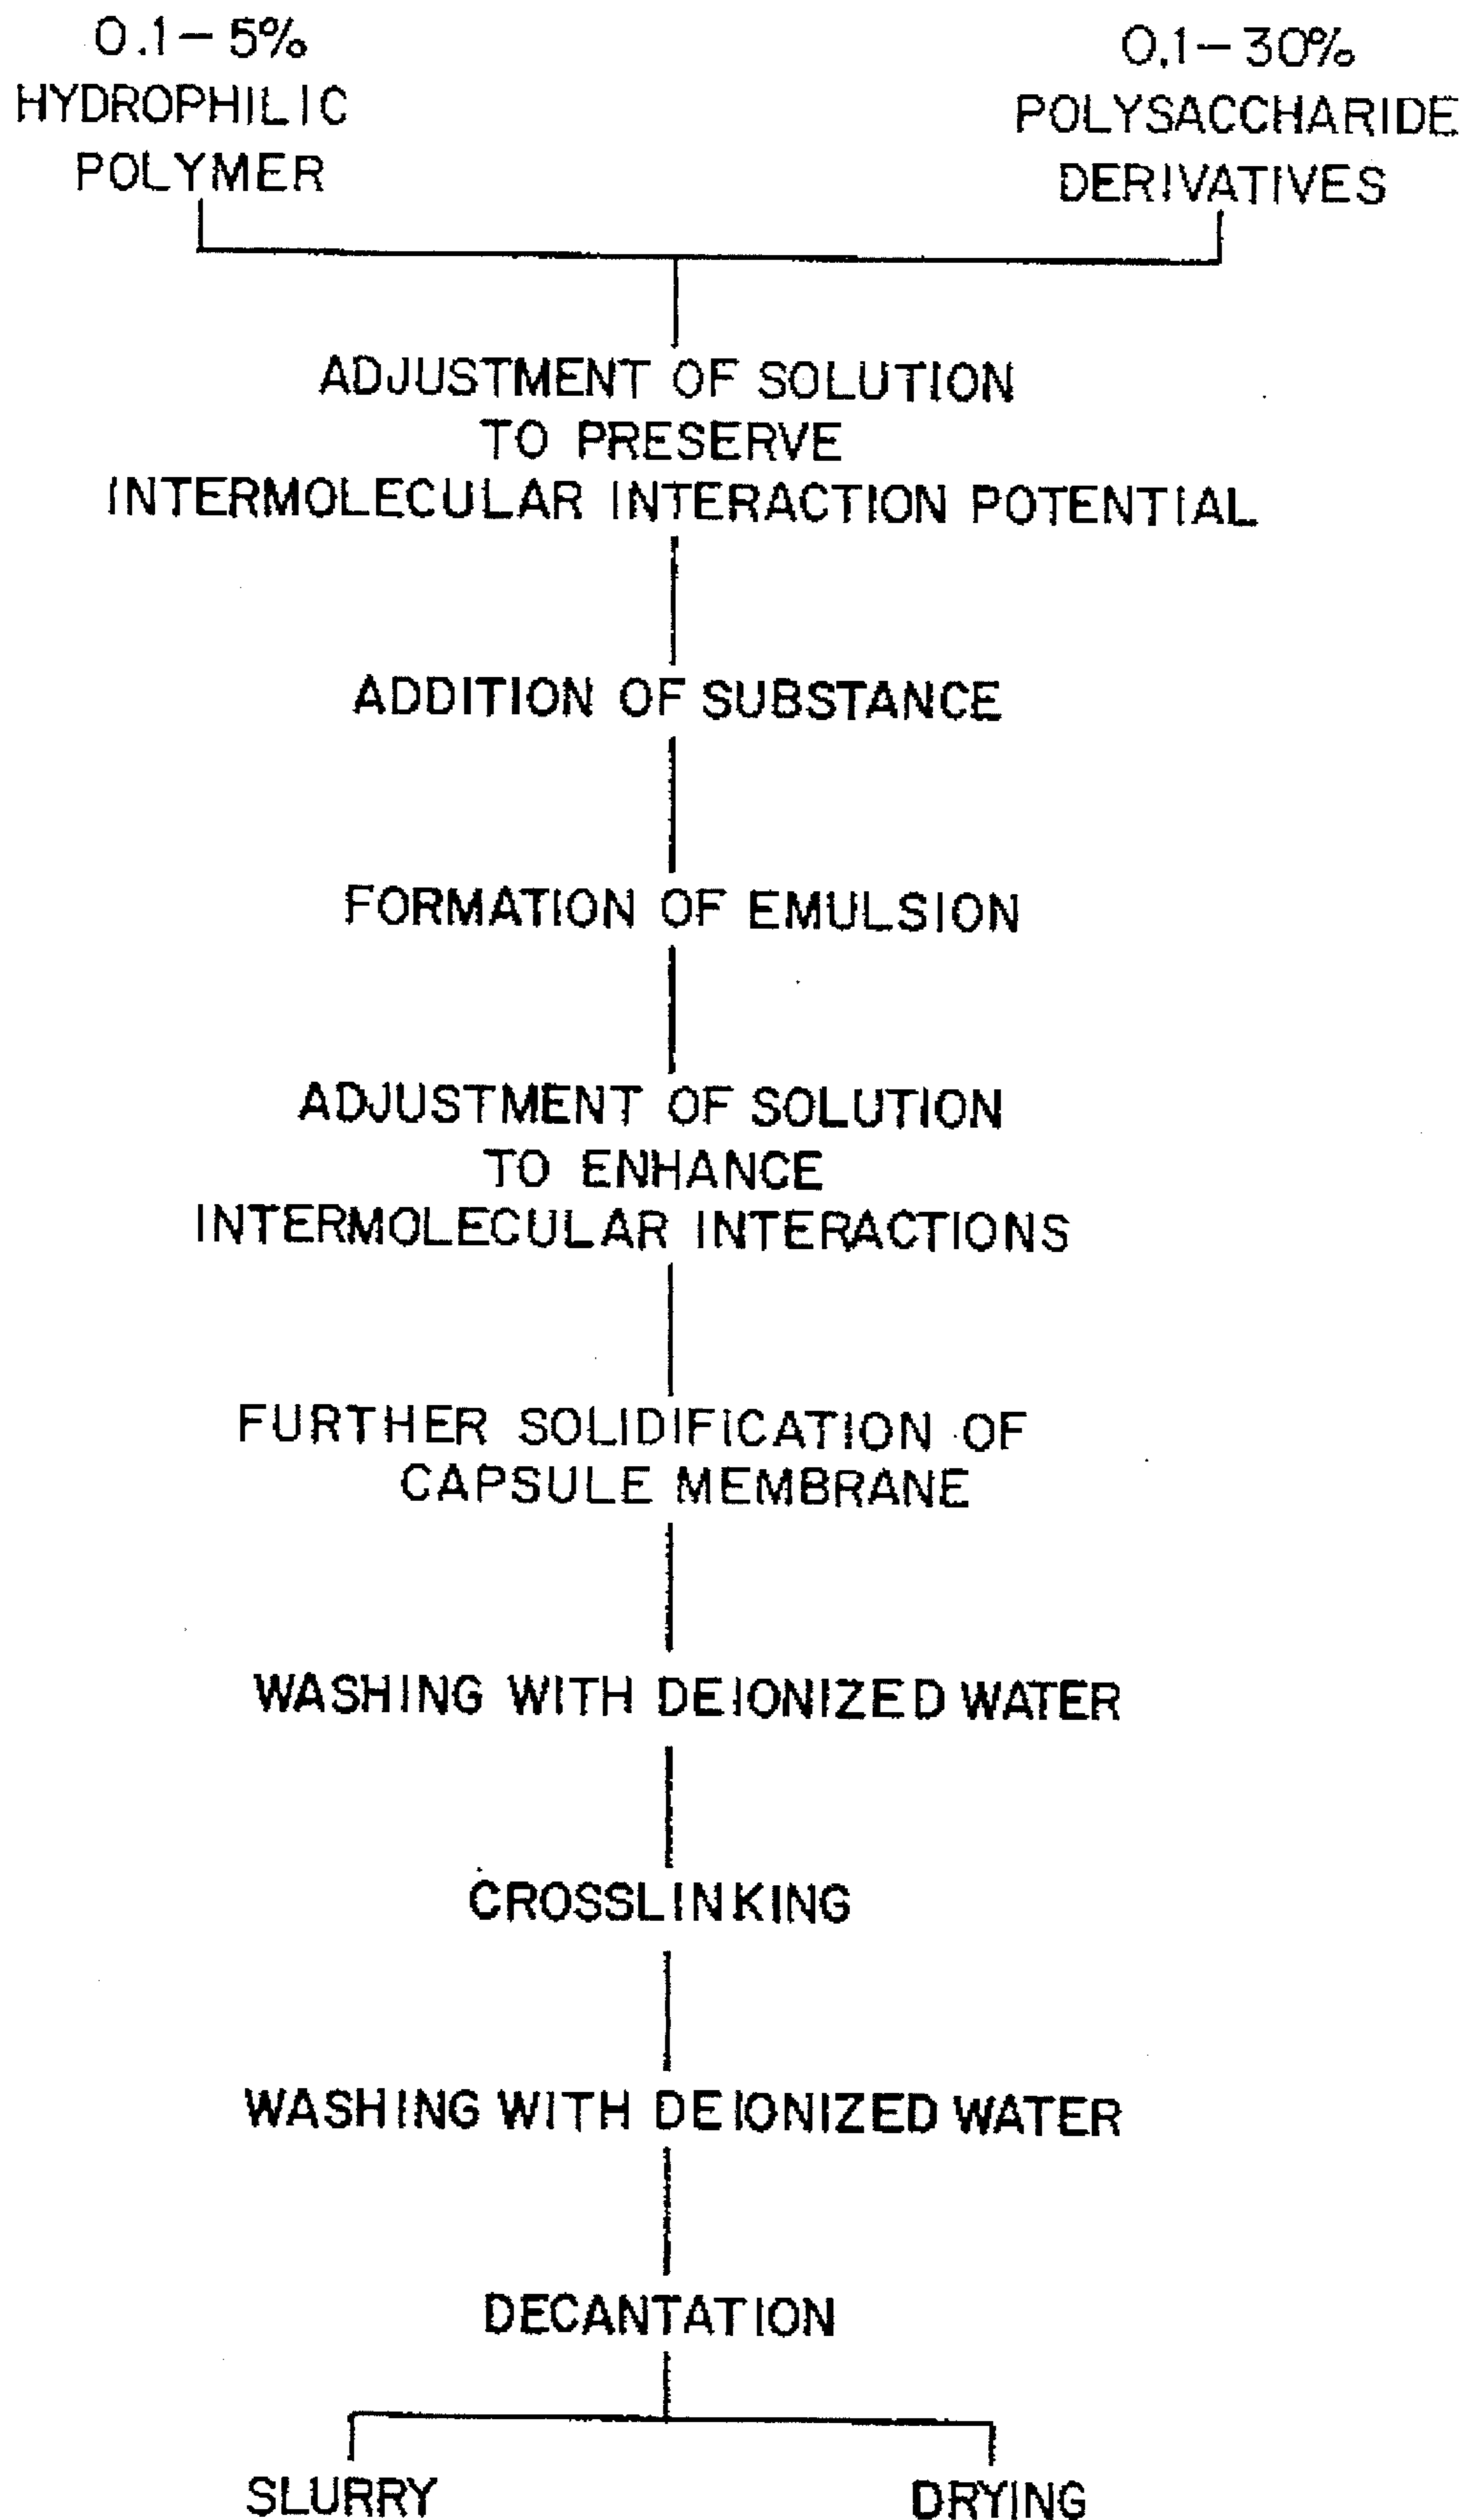 0.1-5%
HYDROPHILIC
POLYMER
0.1-30%
POLYSACCHARIDE
DERIVATIVES
ADJUSTMENT OF SOLUTION
TO PRESERVE
INTERMOLECULAR INTERACTION POTENTIAL
ADDITION OF SUBSTANCE
FORMATION OF EMULSION
ADJUSTMENT OF SOLUTION
TO ENHANCE
INTERMOLECULAR INTERACTIONS
FURTHER SOLIDIFICATION OF
CAPSULE MEMBRANE
WASHING WITH DEIONIZED WATER
CROSSLINKING
WASHING WITH DEIONIZED WATER
DECANTATION
SLURRY
DRYING